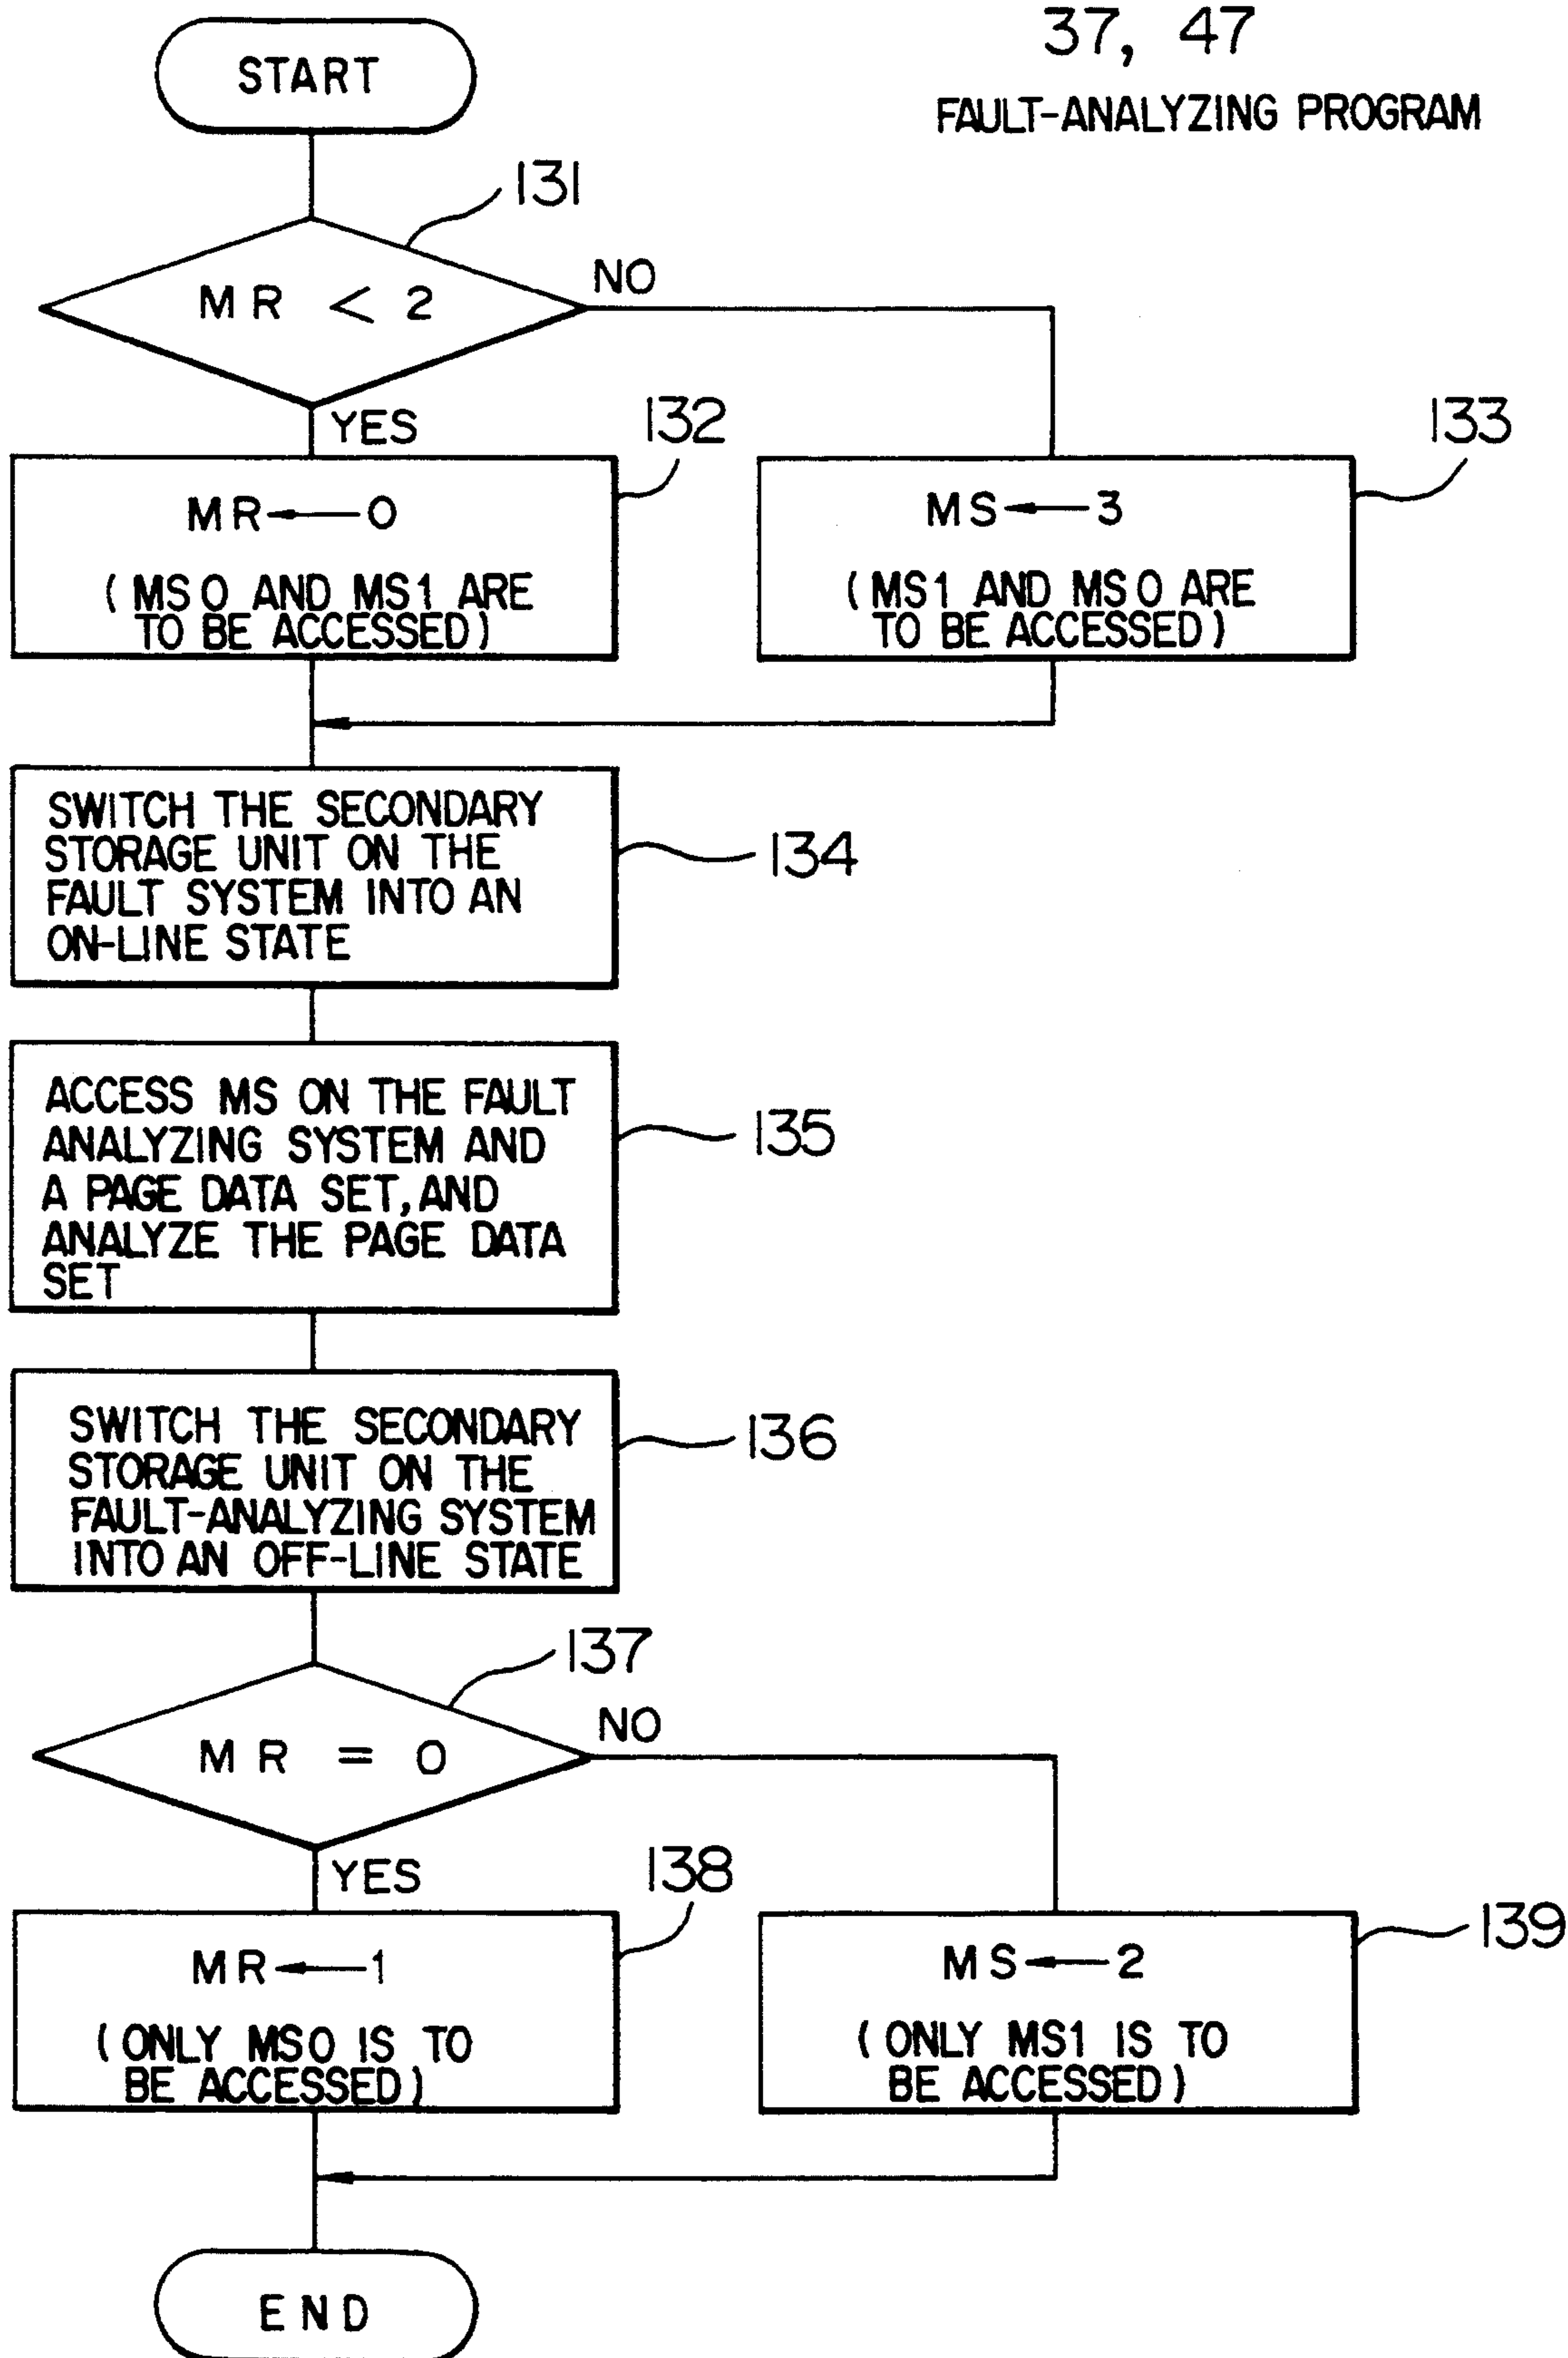 37, 47
FAULT-ANALYZING PROGRAM
START
131
MR < 2
NO
YES
132
MR ← 0
(MS0 AND MS1 ARE
TO BE ACCESSED)
133
MS ← 3
(MS1 AND MS0 ARE
TO BE ACCESSED)
SWITCH THE SECONDARY
STORAGE UNIT ON THE
FAULT SYSTEM INTO AN
ON-LINE STATE
134
ACCESS MS ON THE FAULT
ANALYZING SYSTEM AND
A PAGE DATA SET, AND
ANALYZE THE PAGE DATA
SET
135
SWITCH THE SECONDARY
STORAGE UNIT ON THE
FAULT-ANALYZING SYSTEM
INTO AN OFF-LINE STATE
136
137
MR = 0
NO
YES
138
MR ← 1
(ONLY MS0 IS TO
BE ACCESSED)
139
MS ← 2
(ONLY MS1 IS TO
BE ACCESSED)
END